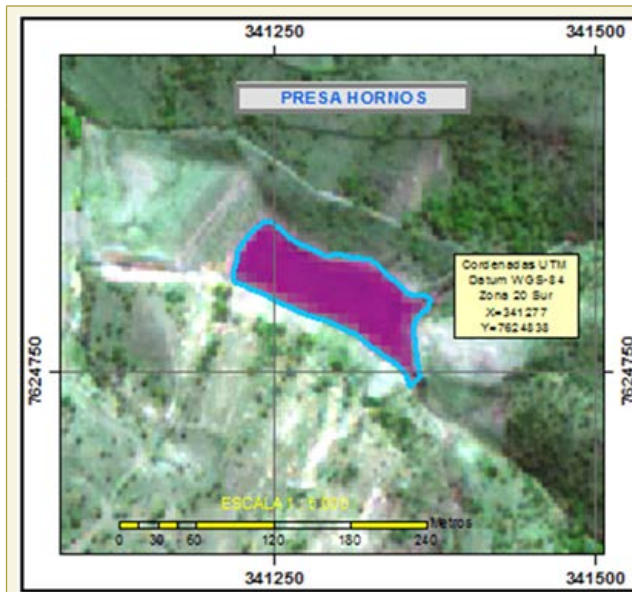 341250 341500
PRESA HORNOS
Cordenadas UTM
Datum WGS-84
Zona 20 Sur
X=341277
Y=7624838
7624750 7624750
ESCALA 1 : 6.000
Metros
0 30 60 120 180 240
341250 341500